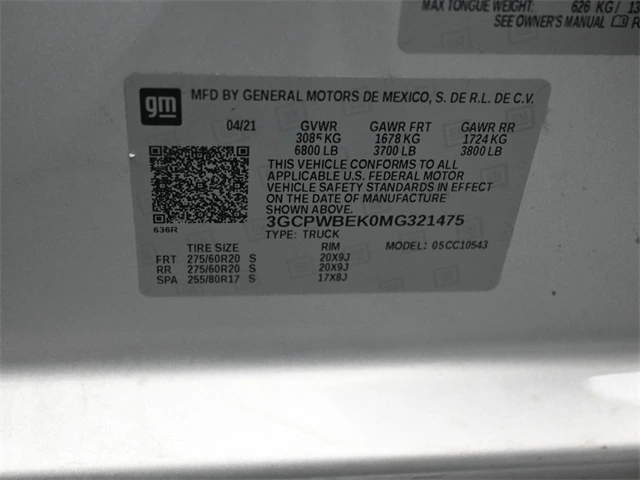 MAX TONGUE WEIGHT: 626 KG / 13
SEE OWNER'S MANUAL R
gm
MFD BY GENERAL MOTORS DE MEXICO, S. DE R.L. DE C.V.
04/21 GVWR GAWR FRT GAWR RR
3085 KG 1678 KG 1724 KG
6800 LB 3700 LB 3800 LB
THIS VEHICLE CONFORMS TO ALL
APPLICABLE U.S. FEDERAL MOTOR
VEHICLE SAFETY STANDARDS IN EFFECT
ON THE DATE OF MANUFACTURE
SHOWN ABOVE.
636R
3GCPWBEK0MG321475
TYPE: TRUCK
TIRE SIZE RIM MODEL: 05CC10543
FRT 275/60R20 S 20X9J
RR 275/60R20 S 20X9J
SPA 255/80R17 S 17X8J